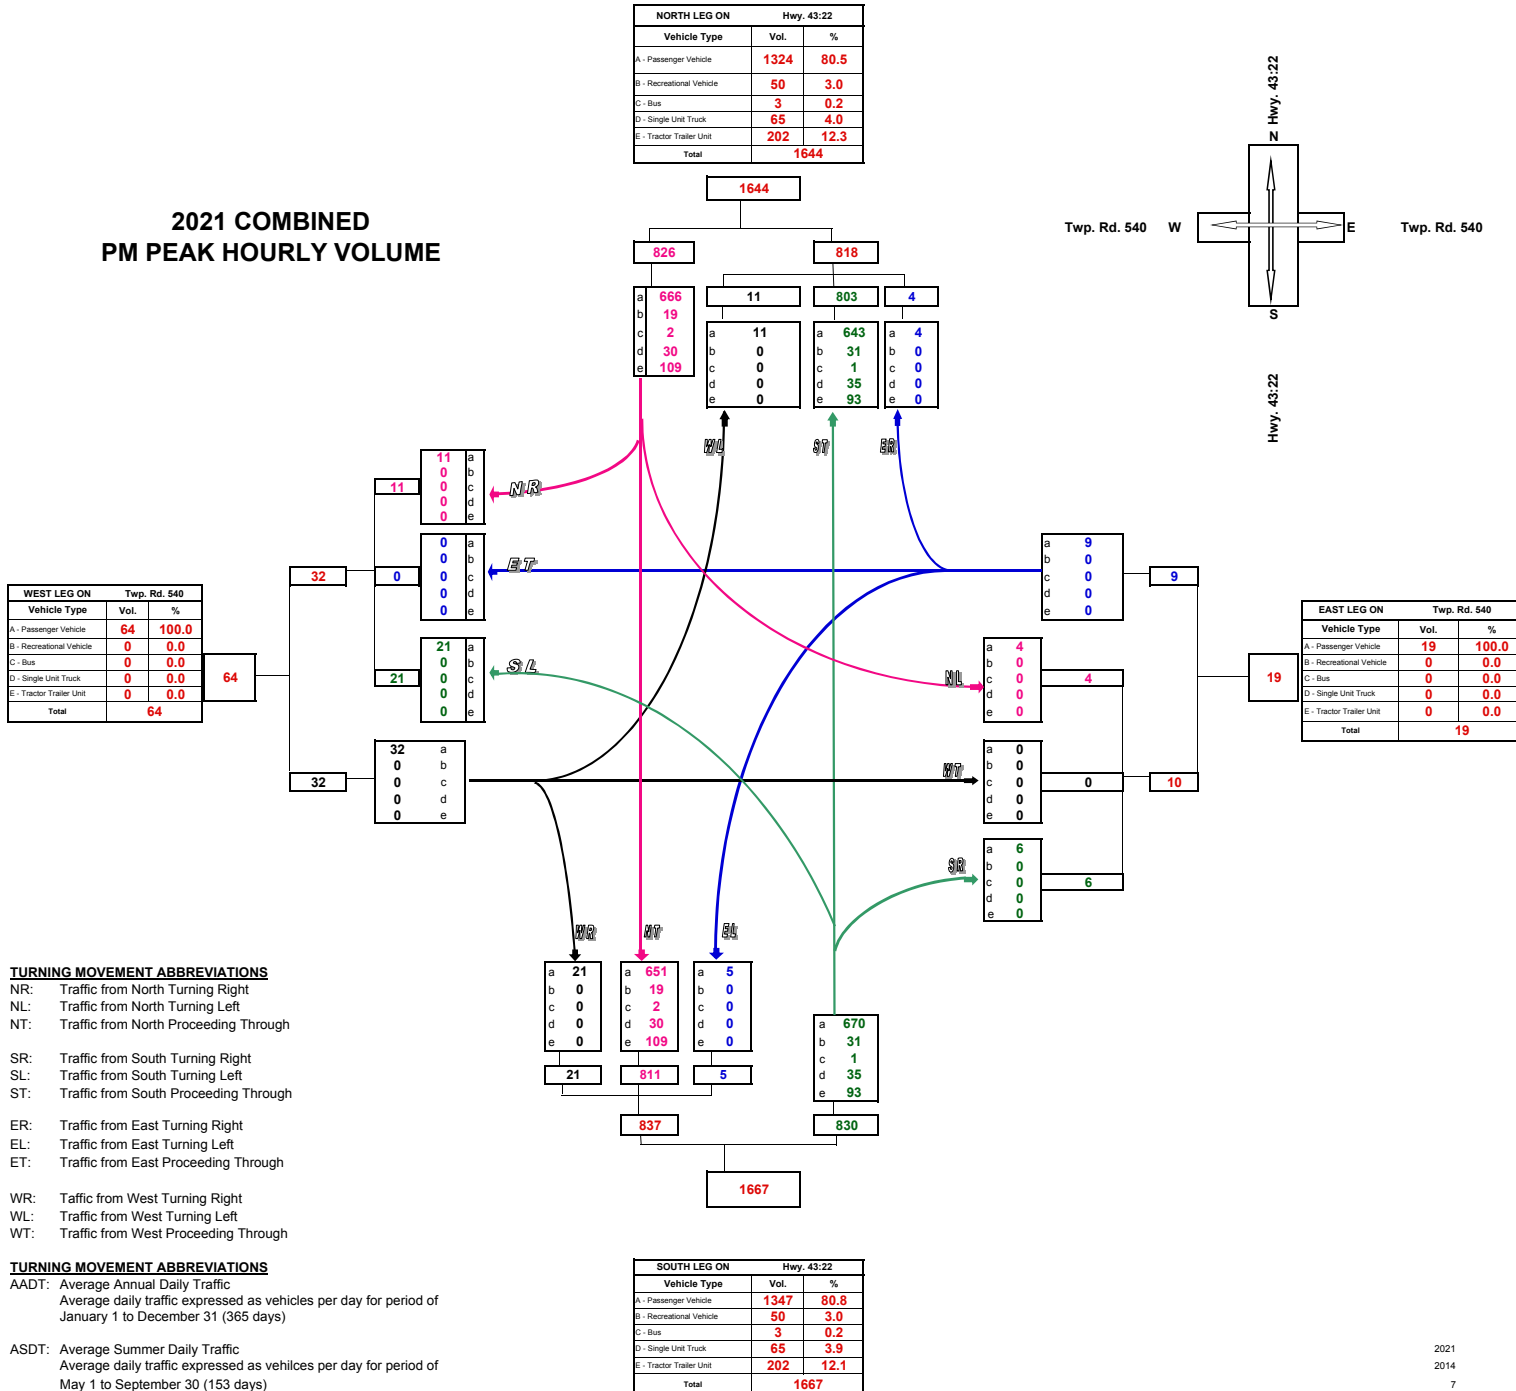 NORTH LEG ON Hwy. 43:22
Vehicle Type Vol. %
A - Passenger Vehicle 1324 80.5
B - Recreational Vehicle 50 3.0
C - Bus 3 0.2
D - Single Unit Truck 65 4.0
E - Tractor Trailer Unit 202 12.3
Total 1644
1644
2021 COMBINED
PM PEAK HOURLY VOLUME
Hwy. 43:22
N
Twp. Rd. 540 W E Twp. Rd. 540
S
Hwy. 43:22
826 818
11 803 4
a 666
b 19
c 2
d 30
e 109
a 11
b 0
c 0
d 0
e 0
a 643
b 31
c 1
d 35
e 93
a 4
b 0
c 0
d 0
e 0
WL ST ER
11
11 a
0 b
0 c
0 d
0 e
NR
32
0
0 a
0 b
0 c
0 d
0 e
ET
21
21 a
0 b
0 c
0 d
0 e
SL
WEST LEG ON Twp. Rd. 540
Vehicle Type Vol. %
A - Passenger Vehicle 64 100.0
B - Recreational Vehicle 0 0.0
C - Bus 0 0.0
D - Single Unit Truck 0 0.0
E - Tractor Trailer Unit 0 0.0
Total 64
64
32
32 a
0 b
0 c
0 d
0 e
a 9
b 0
c 0
d 0
e 0
9
NL
a 4
b 0
c 0
d 0
e 0
4
WT
a 0
b 0
c 0
d 0
e 0
0
10
SR
a 6
b 0
c 0
d 0
e 0
6
19
EAST LEG ON Twp. Rd. 540
Vehicle Type Vol. %
A - Passenger Vehicle 19 100.0
B - Recreational Vehicle 0 0.0
C - Bus 0 0.0
D - Single Unit Truck 0 0.0
E - Tractor Trailer Unit 0 0.0
Total 19
WR NT EL
a 21
b 0
c 0
d 0
e 0
a 651
b 19
c 2
d 30
e 109
a 5
b 0
c 0
d 0
e 0
a 670
b 31
c 1
d 35
e 93
21 811 5
837 830
1667
TURNING MOVEMENT ABBREVIATIONS
NR: Traffic from North Turning Right
NL: Traffic from North Turning Left
NT: Traffic from North Proceeding Through
SR: Traffic from South Turning Right
SL: Traffic from South Turning Left
ST: Traffic from South Proceeding Through
ER: Traffic from East Turning Right
EL: Traffic from East Turning Left
ET: Traffic from East Proceeding Through
WR: Taffic from West Turning Right
WL: Traffic from West Turning Left
WT: Traffic from West Proceeding Through
TURNING MOVEMENT ABBREVIATIONS
AADT: Average Annual Daily Traffic
Average daily traffic expressed as vehicles per day for period of
January 1 to December 31 (365 days)
ASDT: Average Summer Daily Traffic
Average daily traffic expressed as vehilces per day for period of
May 1 to September 30 (153 days)
SOUTH LEG ON Hwy. 43:22
Vehicle Type Vol. %
A - Passenger Vehicle 1347 80.8
B - Recreational Vehicle 50 3.0
C - Bus 3 0.2
D - Single Unit Truck 65 3.9
E - Tractor Trailer Unit 202 12.1
Total 1667
2021
2014
7